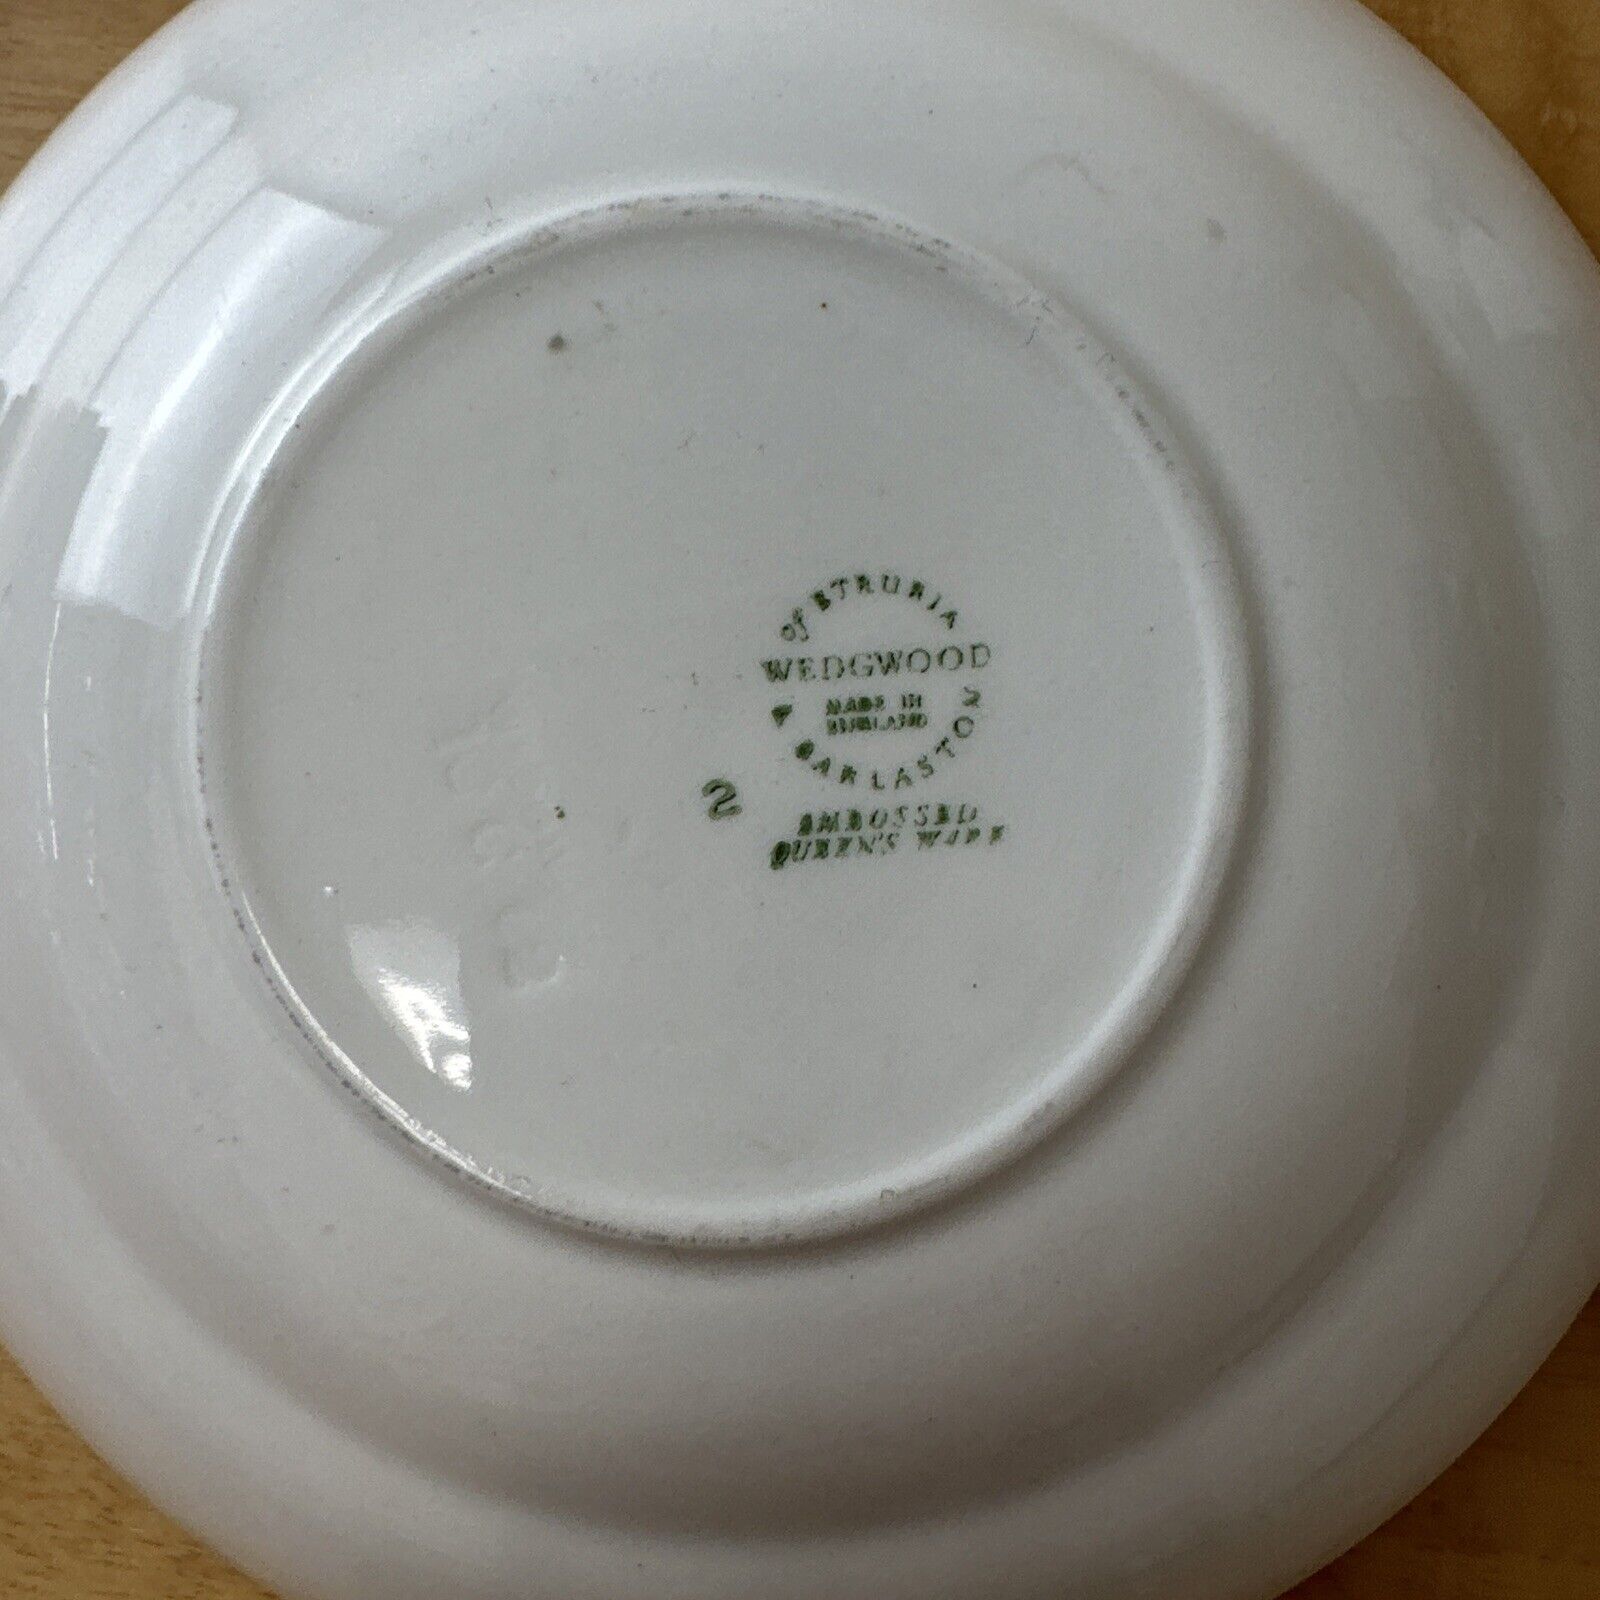 of ETRURIA
WEDGWOOD
MADE IN
ENGLAND
& BARLASTON
2
EMBOSSED
QUEEN'S WARE